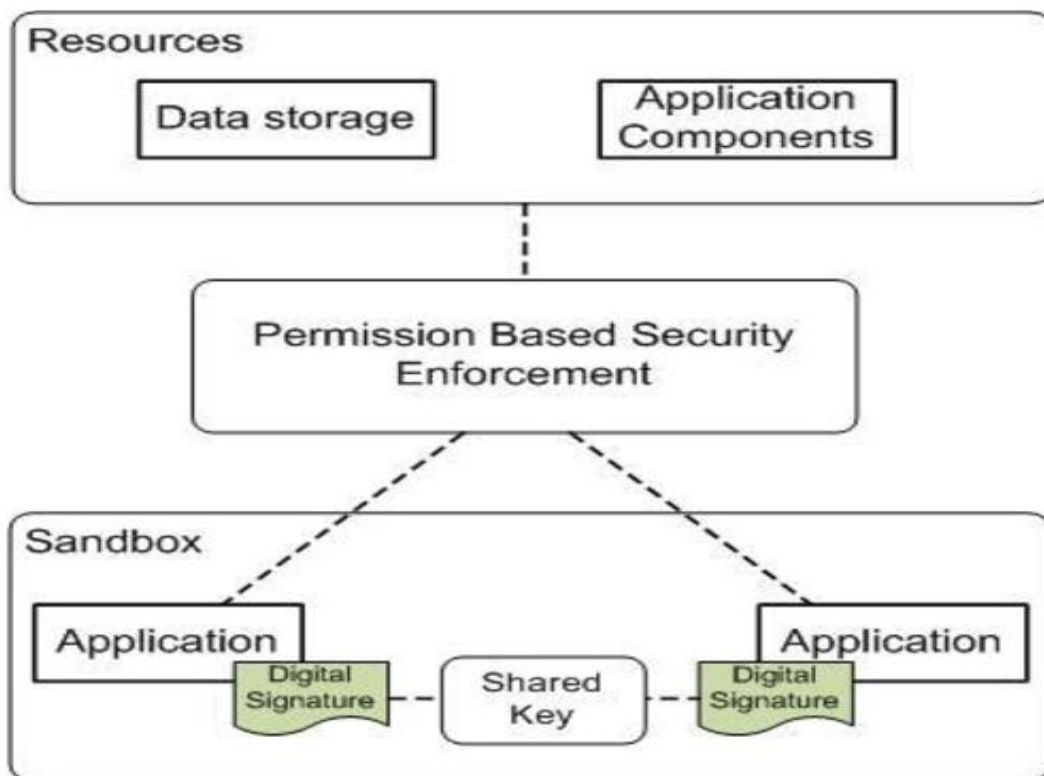 Resources
Data storage
Application
Components
Permission Based Security
Enforcement
Sandbox
Application
Digital
Signature
Shared
Key
Application
Digital
Signature